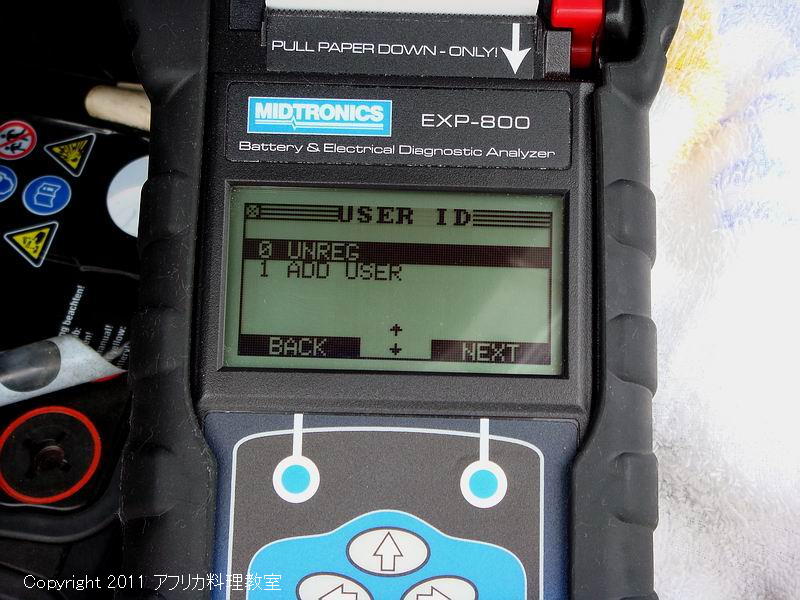 PULL PAPER DOWN - ONLY!
MIDTRONICS
EXP-800
Battery & Electrical Diagnostic Analyzer
USER ID
0 UNREG
1 ADD USER
BACK
NEXT
beachten!
Copyright 2011 アフリカ料理教室